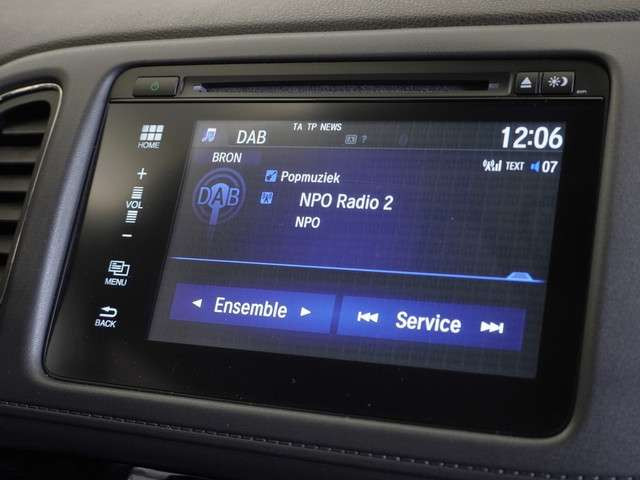 TA TP NEWS
DAB
12:06
HOME
BRON
TEXT 07
Popmuziek
DAB
NPO Radio 2
NPO
+
VOL
-
MENU
BACK
Ensemble
Service